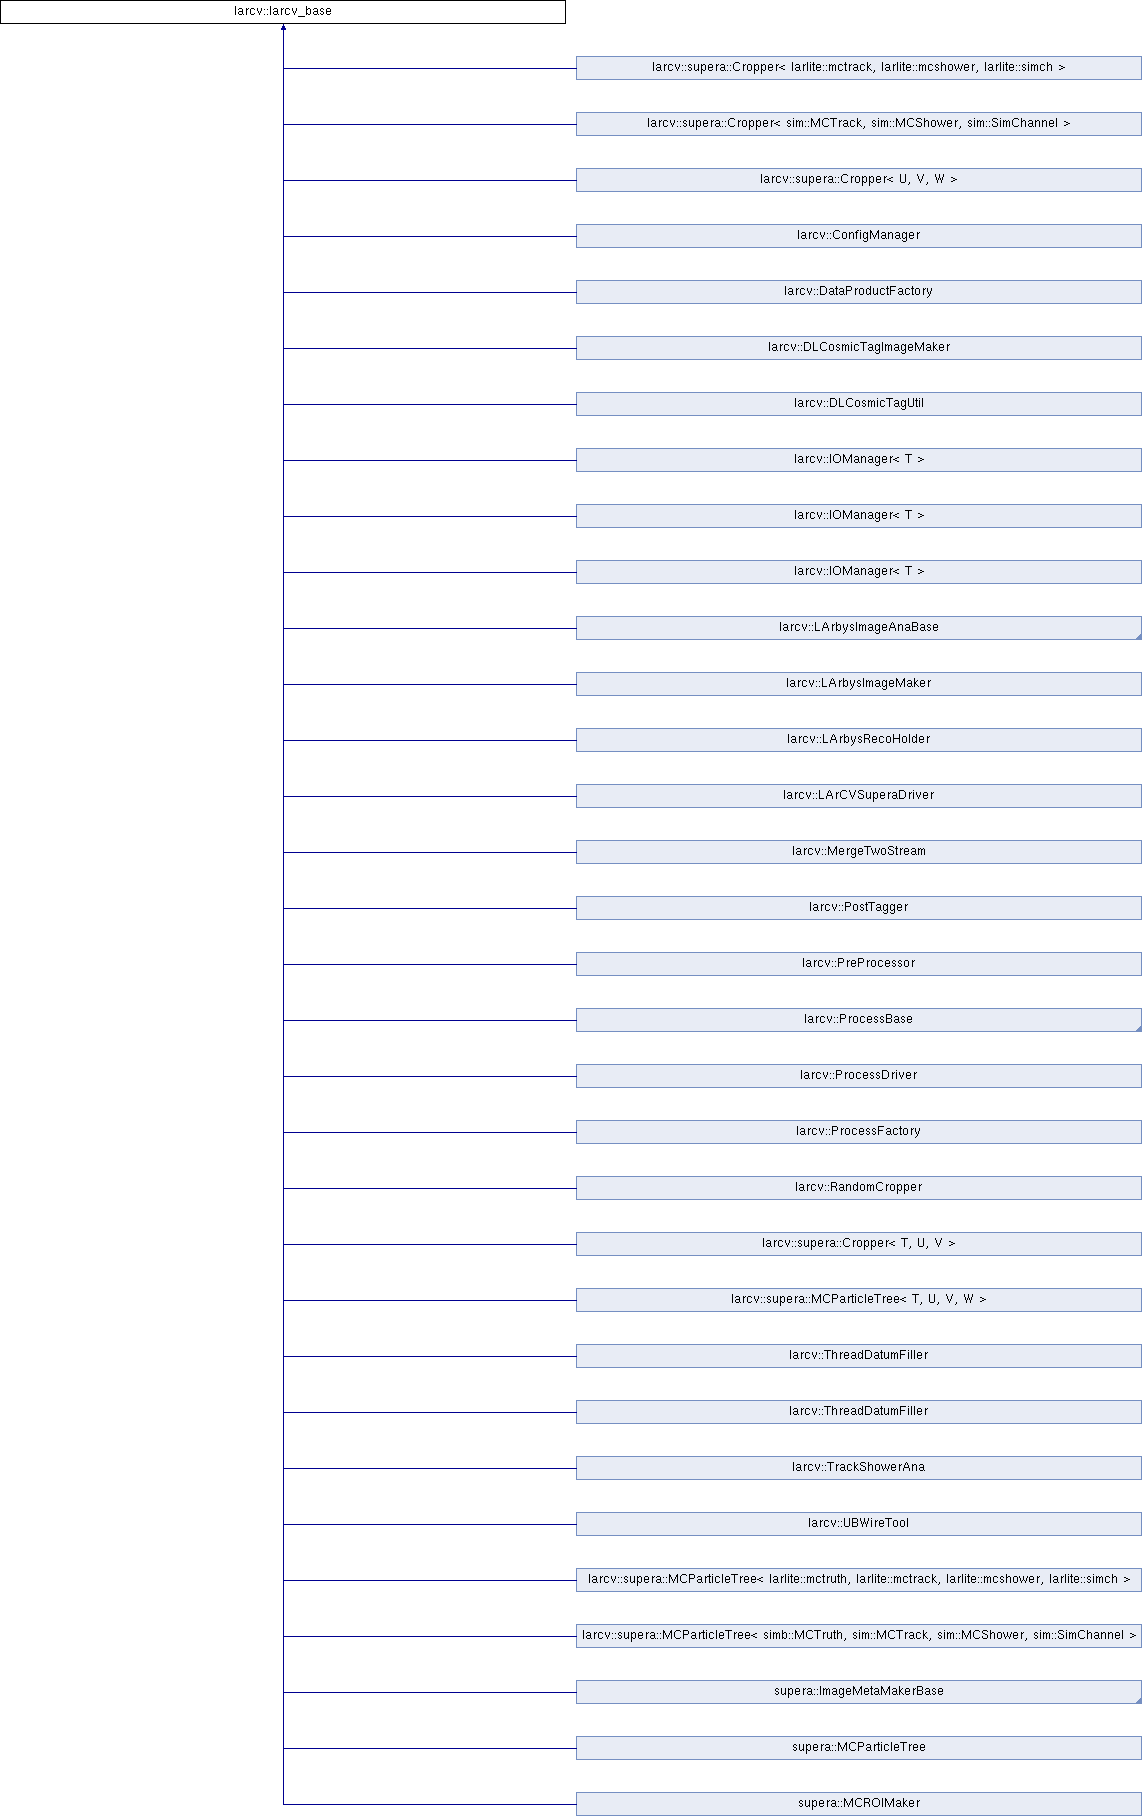 larcv::larcv_base
larcv::supera::Cropper< larlite::mctrack, larlite::mcshower, larlite::simch >
larcv::supera::Cropper< sim::MCTrack, sim::MCShower, sim::SimChannel >
larcv::supera::Cropper< U, V, W >
larcv::ConfigManager
larcv::DataProductFactory
larcv::DLCosmicTagImageMaker
larcv::DLCosmicTagUtil
larcv::IOManager< T >
larcv::IOManager< T >
larcv::IOManager< T >
larcv::LArbysImageAnaBase
larcv::LArbysImageMaker
larcv::LArbysRecoHolder
larcv::LArCVSuperaDriver
larcv::MergeTwoStream
larcv::PostTagger
larcv::PreProcessor
larcv::ProcessBase
larcv::ProcessDriver
larcv::ProcessFactory
larcv::RandomCropper
larcv::supera::Cropper< T, U, V >
larcv::supera::MCParticleTree< T, U, V, W >
larcv::ThreadDatumFiller
larcv::ThreadDatumFiller
larcv::TrackShowerAna
larcv::UBWireTool
larcv::supera::MCParticleTree< larlite::mctruth, larlite::mctrack, larlite::mcshower, larlite::simch >
larcv::supera::MCParticleTree< simb::MCTruth, sim::MCTrack, sim::MCShower, sim::SimChannel >
supera::ImageMetaMakerBase
supera::MCParticleTree
supera::MCROIMaker